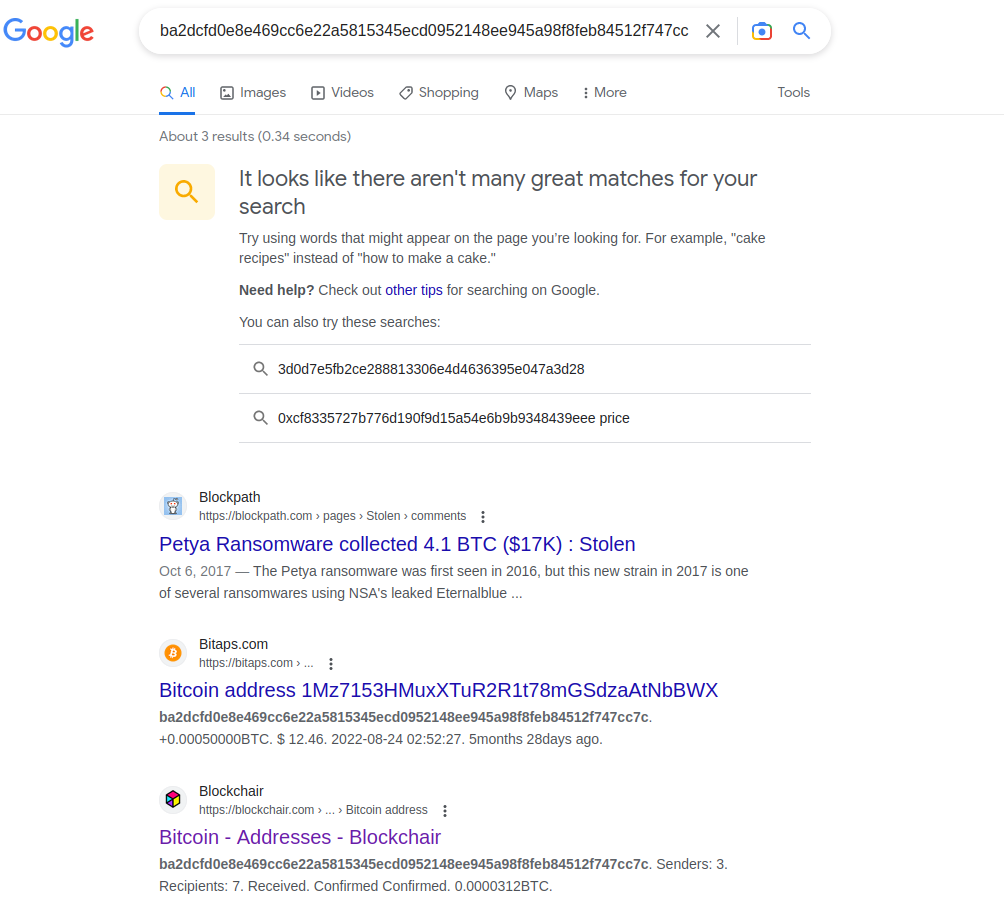 Google
ba2dcfd0e8e469cc6e22a5815345ecd0952148ee945a98f8feb84512f747cc
All Images Videos Shopping Maps More Tools
About 3 results (0.34 seconds)
It looks like there aren't many great matches for your
search
Try using words that might appear on the page you're looking for. For example, "cake
recipes" instead of "how to make a cake."
Need help? Check out other tips for searching on Google.
You can also try these searches:
3d0d7e5fb2ce288813306e4d4636395e047a3d28
0xcf8335727b776d190f9d15a54e6b9b9348439eee price
Blockpath
https://blockpath.com › pages › Stolen › comments
Petya Ransomware collected 4.1 BTC ($17K) : Stolen
Oct 6, 2017 — The Petya ransomware was first seen in 2016, but this new strain in 2017 is one
of several ransomwares using NSA's leaked Eternalblue ...
Bitaps.com
https://bitaps.com › ...
Bitcoin address 1Mz7153HMuxXTuR2R1t78mGSdzaAtNbBWX
ba2dcfd0e8e469cc6e22a5815345ecd0952148ee945a98f8feb84512f747cc7c.
+0.00050000BTC. $ 12.46. 2022-08-24 02:52:27. 5months 28days ago.
Blockchair
https://blockchair.com › ... › Bitcoin address
Bitcoin - Addresses - Blockchair
ba2dcfd0e8e469cc6e22a5815345ecd0952148ee945a98f8feb84512f747cc7c. Senders: 3.
Recipients: 7. Received. Confirmed Confirmed. 0.0000312BTC.